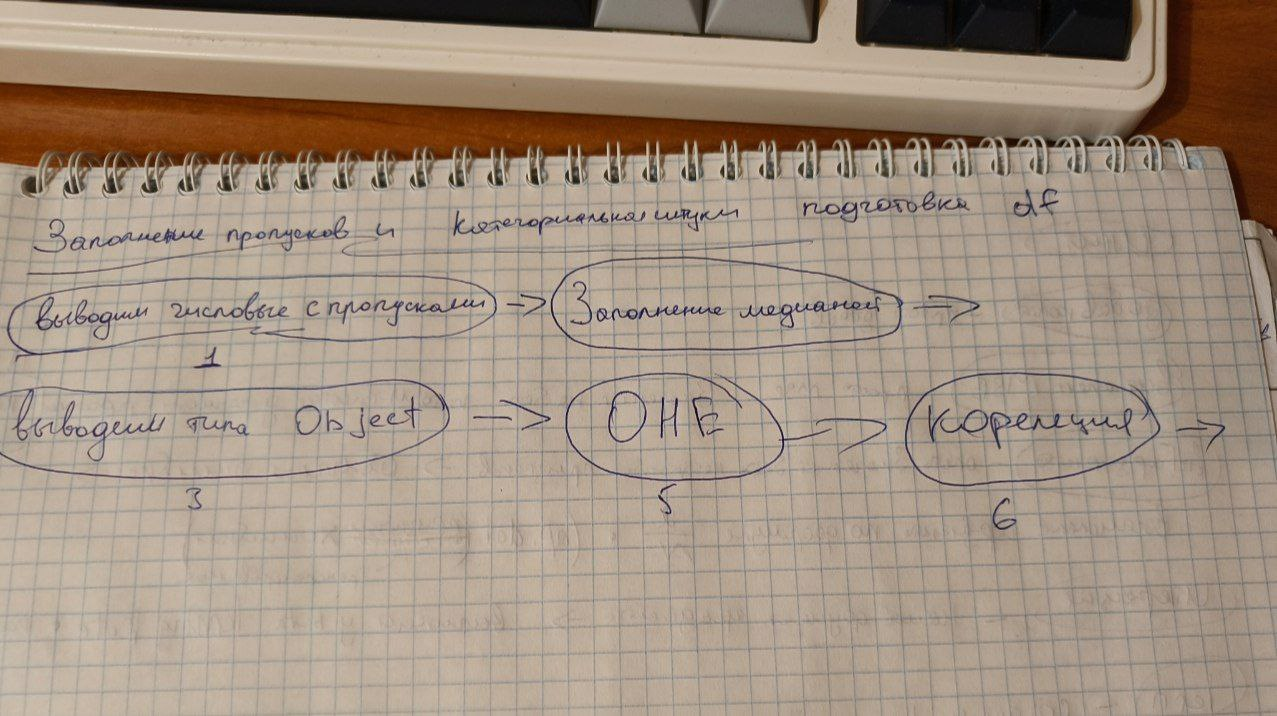 Заполнение пропусков и категориальная штуки подготовка df
выводим числовые с пропусками -> Заполнение медианой ->
1
выводим типа Object -> OHE -> корелеция ->
3 5 6